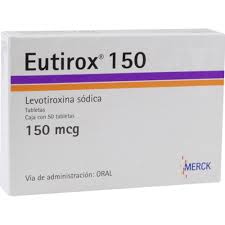 Eutirox® 150
Levotiroxina sódica
Tabletas
Caja con 50 tabletas
150 mcg
Vía de administración: ORAL
MERCK